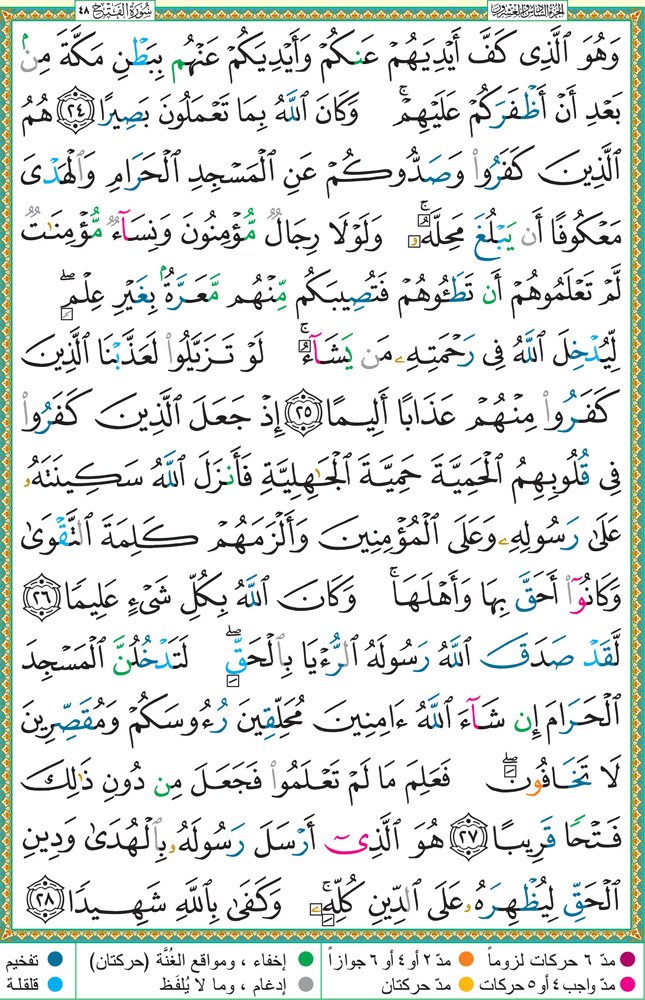 الجزء السادس والعشرون
سُورَةُ الفَتْحِ ٤٨
وَهُوَ ٱلَّذِى كَفَّ أَيْدِيَهُمْ عَنكُمْ وَأَيْدِيَكُمْ عَنْهُم بِبَطْنِ مَكَّةَ مِنۢ
بَعْدِ أَنْ أَظْفَرَكُمْ عَلَيْهِمْ ۚ وَكَانَ ٱللَّهُ بِمَا تَعْمَلُونَ بَصِيرًا ٢٤ هُمُ
ٱلَّذِينَ كَفَرُوا۟ وَصَدُّوكُمْ عَنِ ٱلْمَسْجِدِ ٱلْحَرَامِ وَٱلْهَدْىَ
مَعْكُوفًا أَن يَبْلُغَ مَحِلَّهُۥ ۚ وَلَوْلَا رِجَالٌ مُّؤْمِنُونَ وَنِسَآءٌ مُّؤْمِنَـٰتٌ
لَّمْ تَعْلَمُوهُمْ أَن تَطَـُٔوهُمْ فَتُصِيبَكُم مِّنْهُم مَّعَرَّةٌۢ بِغَيْرِ عِلْمٍ ۖ
لِّيُدْخِلَ ٱللَّهُ فِى رَحْمَتِهِۦ مَن يَشَآءُ ۚ لَوْ تَزَيَّلُوا۟ لَعَذَّبْنَا ٱلَّذِينَ
كَفَرُوا۟ مِنْهُمْ عَذَابًا أَلِيمًا ٢٥ إِذْ جَعَلَ ٱلَّذِينَ كَفَرُوا۟
فِى قُلُوبِهِمُ ٱلْحَمِيَّةَ حَمِيَّةَ ٱلْجَـٰهِلِيَّةِ فَأَنزَلَ ٱللَّهُ سَكِينَتَهُۥ
عَلَىٰ رَسُولِهِۦ وَعَلَى ٱلْمُؤْمِنِينَ وَأَلْزَمَهُمْ كَلِمَةَ ٱلتَّقْوَىٰ
وَكَانُوٓا۟ أَحَقَّ بِهَا وَأَهْلَهَا ۚ وَكَانَ ٱللَّهُ بِكُلِّ شَىْءٍ عَلِيمًا ٢٦
لَّقَدْ صَدَقَ ٱللَّهُ رَسُولَهُ ٱلرُّءْيَا بِٱلْحَقِّ ۖ لَتَدْخُلُنَّ ٱلْمَسْجِدَ
ٱلْحَرَامَ إِن شَآءَ ٱللَّهُ ءَامِنِينَ مُحَلِّقِينَ رُءُوسَكُمْ وَمُقَصِّرِينَ
لَا تَخَافُونَ ۖ فَعَلِمَ مَا لَمْ تَعْلَمُوا۟ فَجَعَلَ مِن دُونِ ذَٰلِكَ
فَتْحًا قَرِيبًا ٢٧ هُوَ ٱلَّذِىٓ أَرْسَلَ رَسُولَهُۥ بِٱلْهُدَىٰ وَدِينِ
ٱلْحَقِّ لِيُظْهِرَهُۥ عَلَى ٱلدِّينِ كُلِّهِۦ ۚ وَكَفَىٰ بِٱللَّهِ شَهِيدًا ٢٨
مدّ ٦ حركات لزوماً مدّ ٢ أو ٤ أو ٦ جوازاً إخفاء ، ومواقع الغُنَّة (حركتان) تفخيم
مدّ واجب ٤ أو ٥ حركات مدّ حركتان إدغام ، وما لا يُلفَظ قلقلة